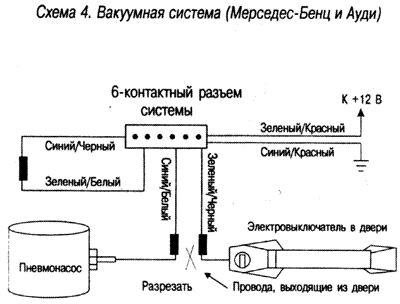 Схема 4. Вакуумная система (Мерседес-Бенц и Ауди)
6-контактный разъем
системы
К +12 В
Зеленый/Красный
Синий/Черный
Синий/Красный
Зеленый/Белый
Синий/Белый
Зеленый/Черный
Электровыключатель в двери
Пневмонасос
Разрезать
Провода, выходящие из двери